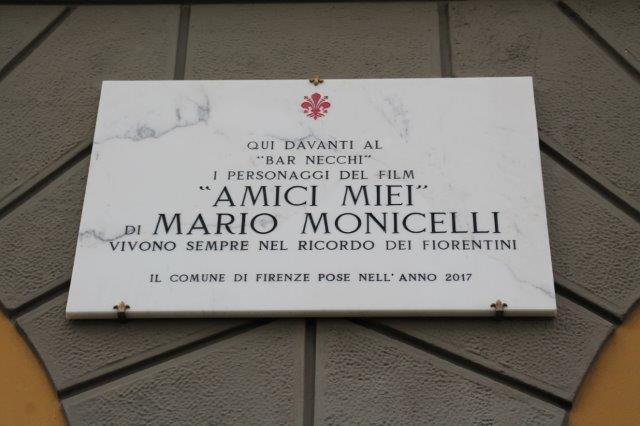 QUI DAVANTI AL
“BAR NECCHI”
I PERSONAGGI DEL FILM
“AMICI MIEI”
DI MARIO MONICELLI
VIVONO SEMPRE NEL RICORDO DEI FIORENTINI
IL COMUNE DI FIRENZE POSE NELL’ANNO 2017